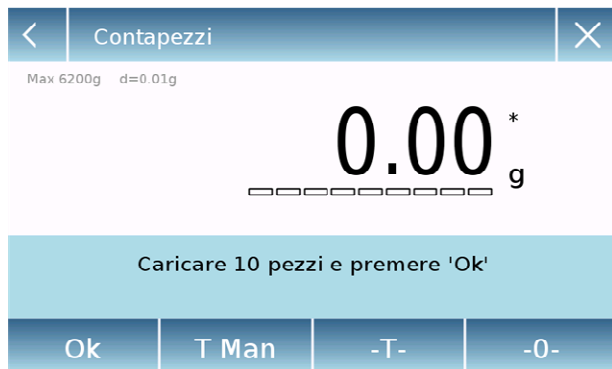 Contapezzi
Max 6200g d=0.01g
0.00 *
g
Caricare 10 pezzi e premere 'Ok'
Ok T Man -T- -0-